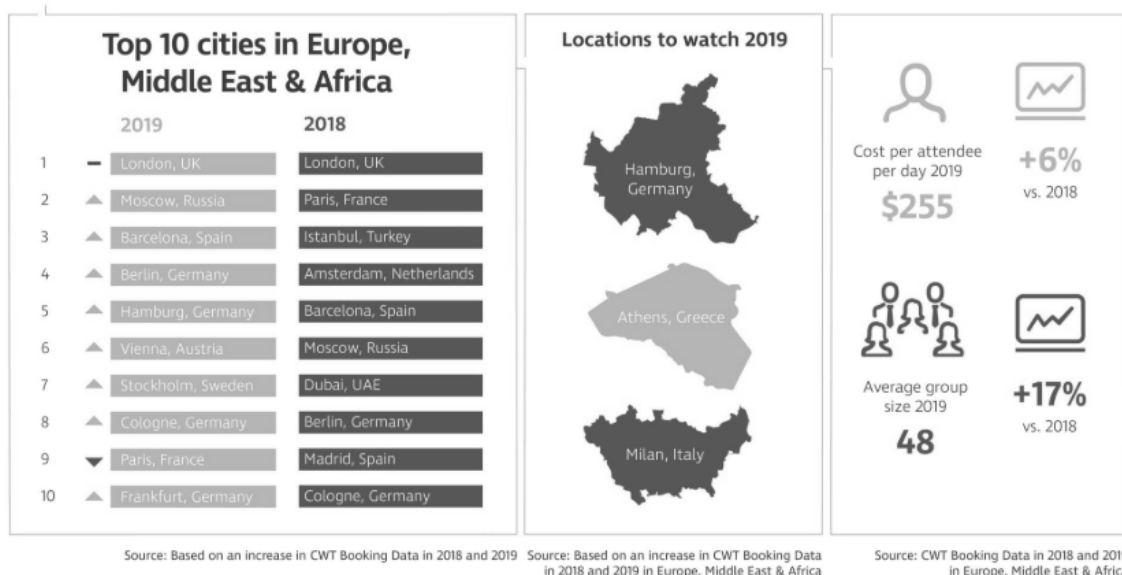 Top 10 cities in Europe,
Middle East & Africa
2019
2018
1
London, UK
London, UK
2
Moscow, Russia
Paris, France
3
Barcelona, Spain
Istanbul, Turkey
4
Berlin, Germany
Amsterdam, Netherlands
5
Hamburg, Germany
Barcelona, Spain
6
Vienna, Austria
Moscow, Russia
7
Stockholm, Sweden
Dubai, UAE
8
Cologne, Germany
Berlin, Germany
9
Paris, France
Madrid, Spain
10
Frankfurt, Germany
Cologne, Germany
Source: Based on an increase in CWT Booking Data in 2018 and 2019
Locations to watch 2019
Hamburg,
Germany
Athens, Greece
Milan, Italy
Source: Based on an increase in CWT Booking Data
in 2018 and 2019 in Europe, Middle East & Africa
Cost per attendee
per day 2019
$255
+6%
vs. 2018
Average group
size 2019
48
+17%
vs. 2018
Source: CWT Booking Data in 2018 and 2019
in Europe, Middle East & Africa